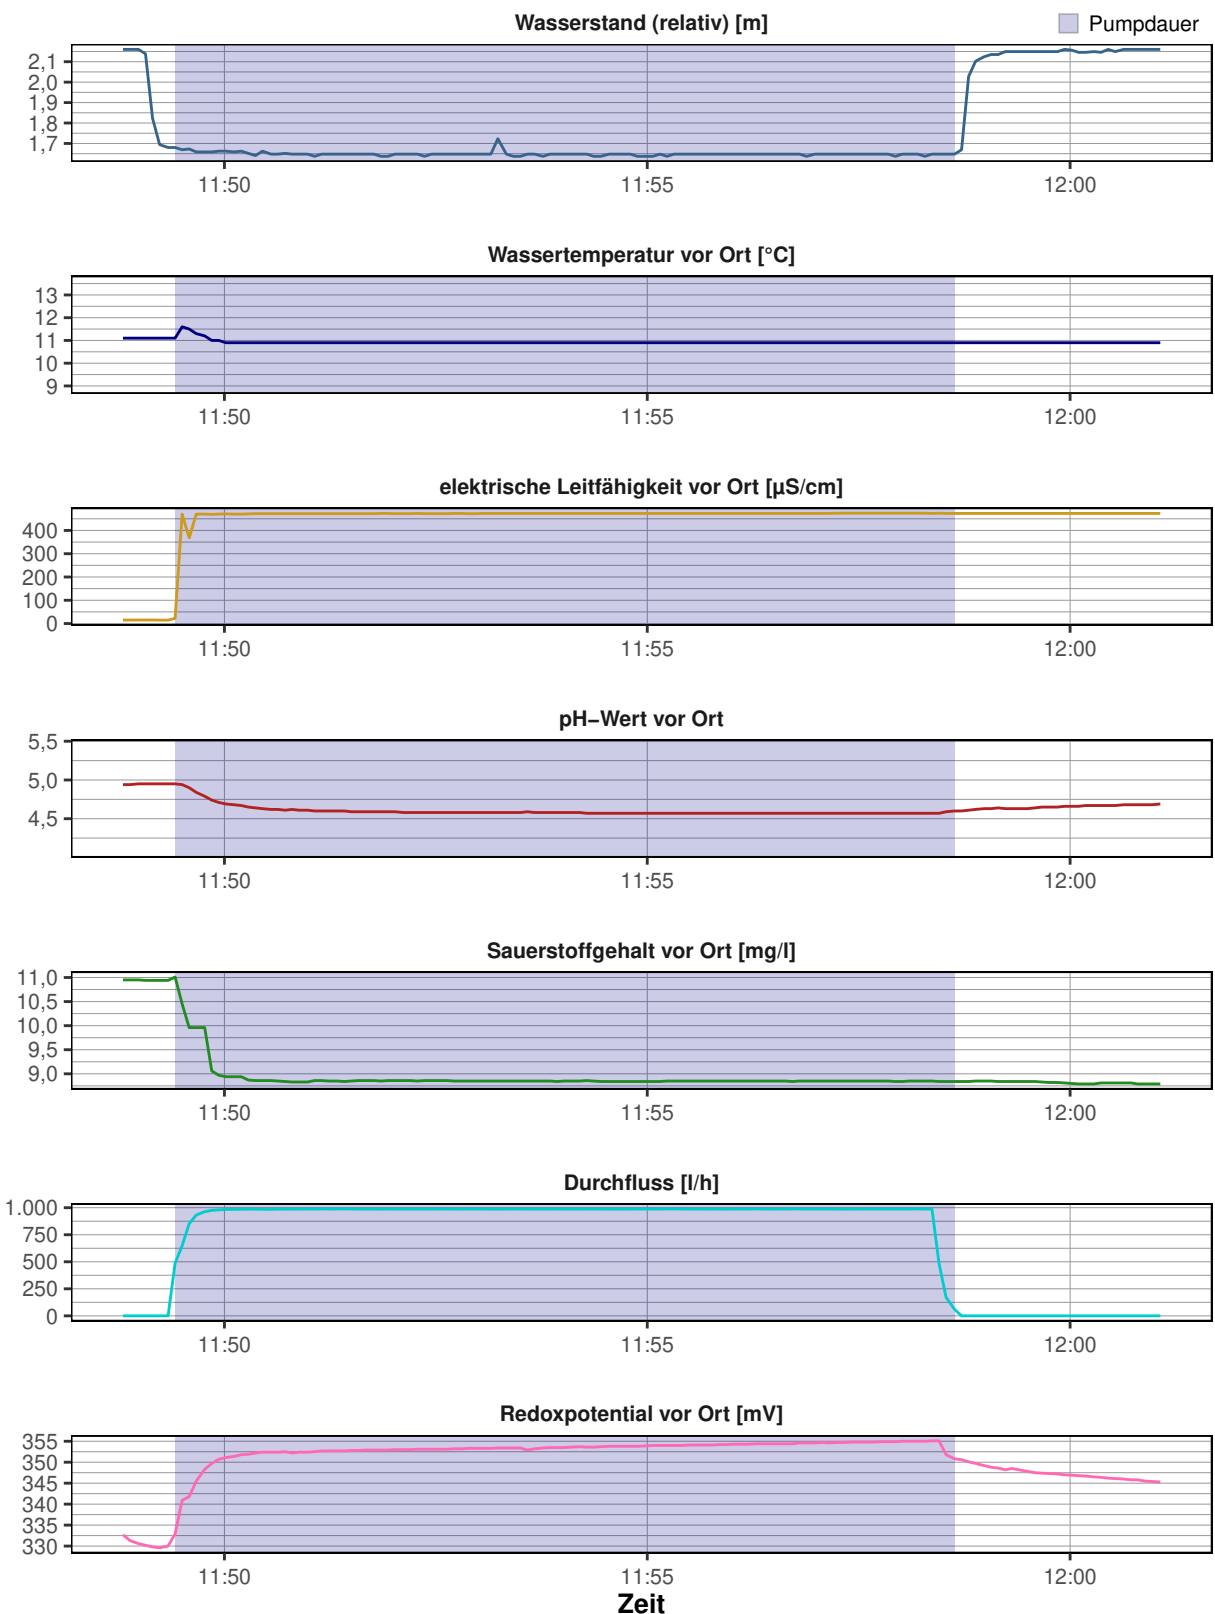 Wasserstand (relativ) [m]
Pumpdauer
2,1
2,0
1,9
1,8
1,7
11:50 11:55 12:00
Wassertemperatur vor Ort [°C]
13
12
11
10
9
11:50 11:55 12:00
elektrische Leitfähigkeit vor Ort [µS/cm]
400
300
200
100
0
11:50 11:55 12:00
pH−Wert vor Ort
5,5
5,0
4,5
11:50 11:55 12:00
Sauerstoffgehalt vor Ort [mg/l]
11,0
10,5
10,0
9,5
9,0
11:50 11:55 12:00
Durchfluss [l/h]
1.000
750
500
250
0
11:50 11:55 12:00
Redoxpotential vor Ort [mV]
355
350
345
340
335
330
11:50 11:55 12:00
Zeit